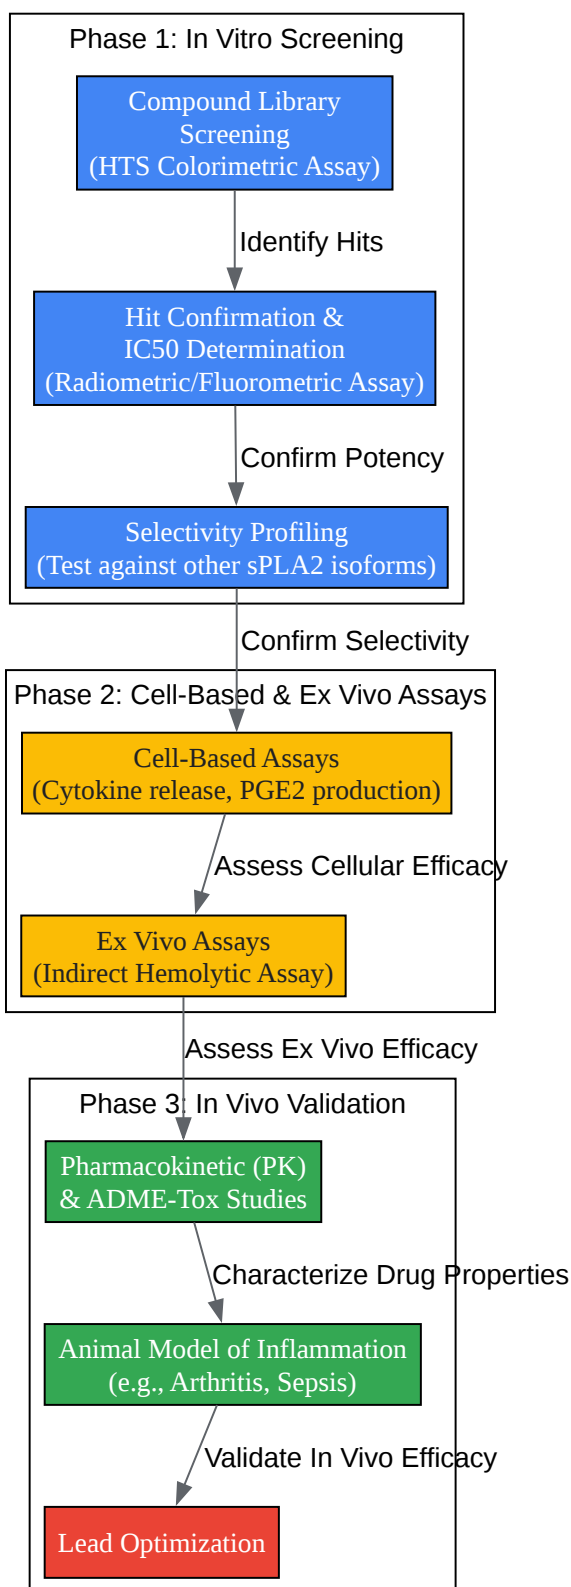 Phase 1: In Vitro Screening
Compound Library
Screening
(HTS Colorimetric Assay)
Identify Hits
Hit Confirmation &
IC50 Determination
(Radiometric/Fluorometric Assay)
Confirm Potency
Selectivity Profiling
(Test against other sPLA2 isoforms)
Confirm Selectivity
Phase 2: Cell-Based & Ex Vivo Assays
Cell-Based Assays
(Cytokine release, PGE2 production)
Assess Cellular Efficacy
Ex Vivo Assays
(Indirect Hemolytic Assay)
Assess Ex Vivo Efficacy
Phase 3: In Vivo Validation
Pharmacokinetic (PK)
& ADME-Tox Studies
Characterize Drug Properties
Animal Model of Inflammation
(e.g., Arthritis, Sepsis)
Validate In Vivo Efficacy
Lead Optimization